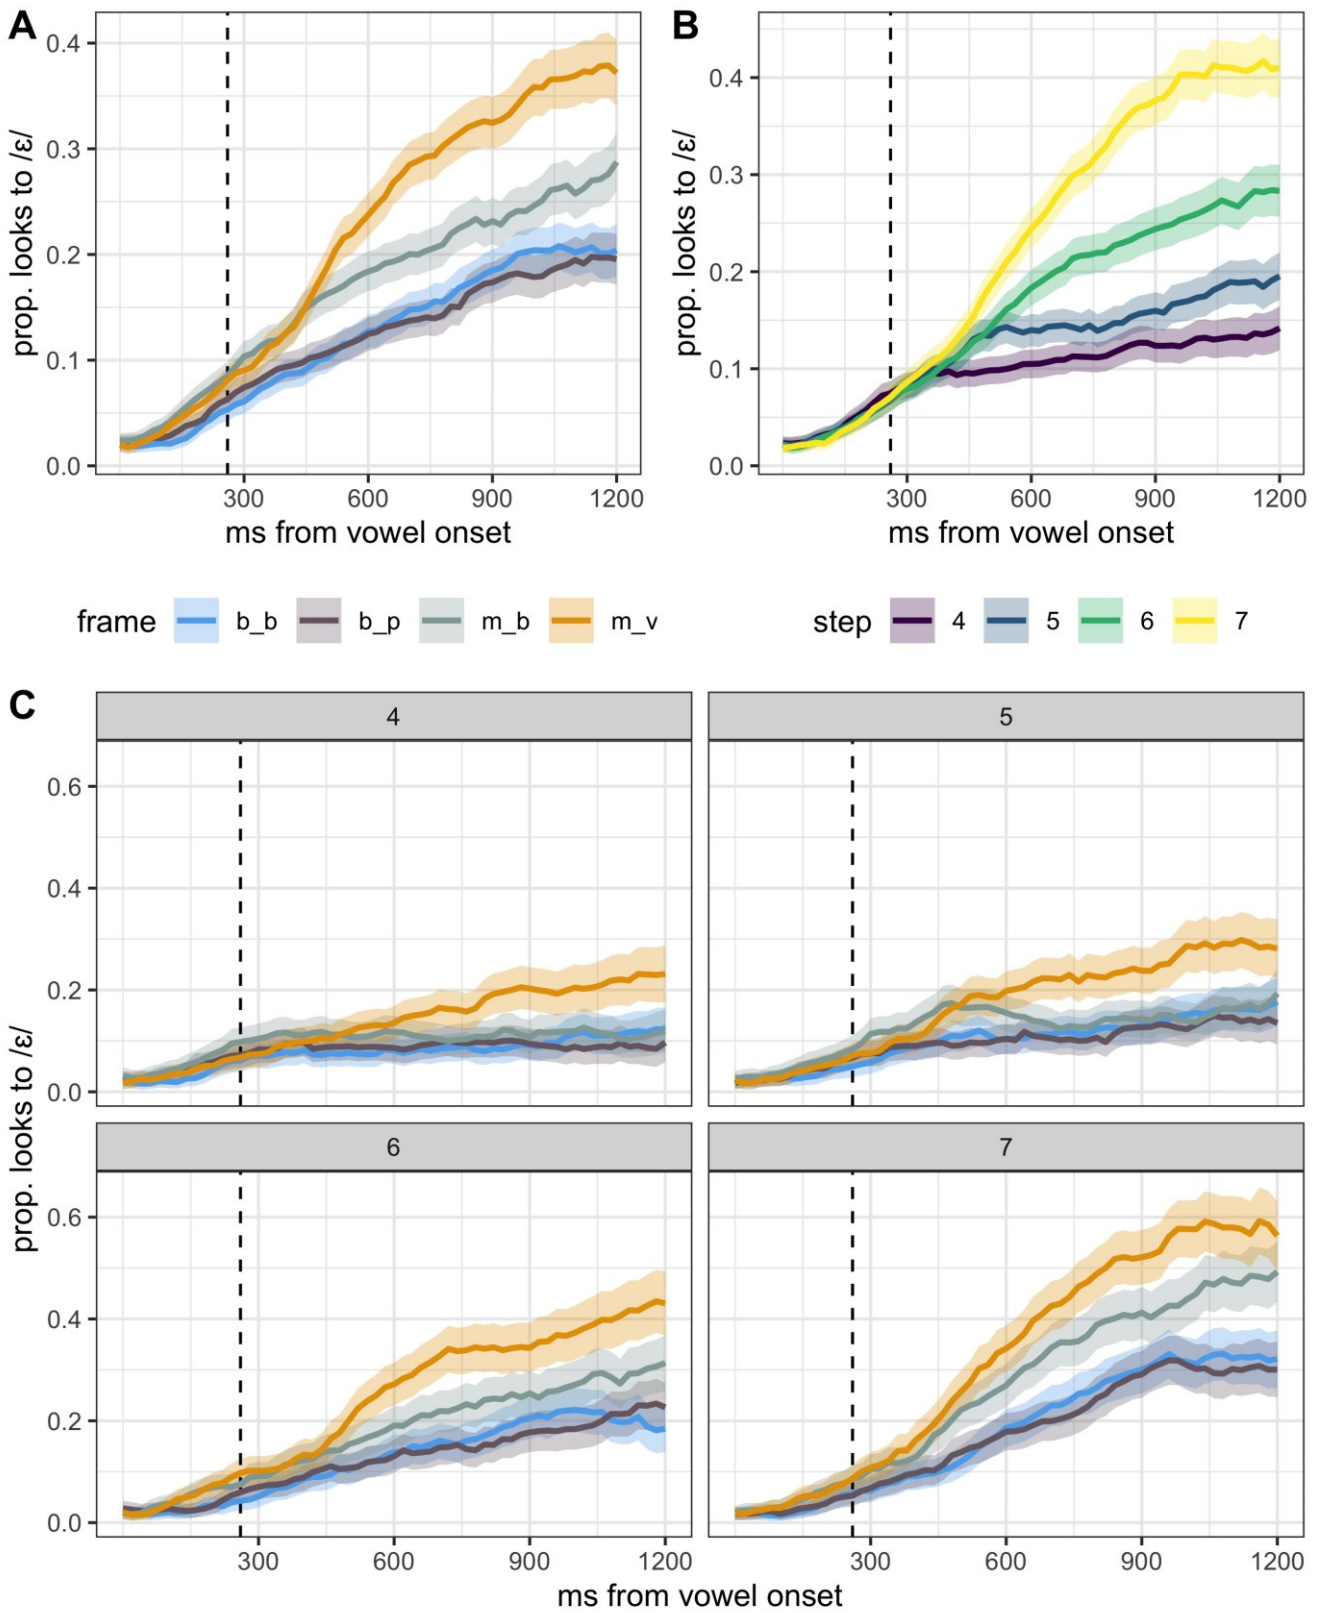 A
B
prop. looks to /ɛ/
0.4
0.3
0.2
0.1
0.0
300 600 900 1200
ms from vowel onset
prop. looks to /ɛ/
0.4
0.3
0.2
0.1
0.0
300 600 900 1200
ms from vowel onset
frame b_b b_p m_b m_v
step 4 5 6 7
C
4
5
prop. looks to /ɛ/
0.6
0.4
0.2
0.0
6
7
0.6
0.4
0.2
0.0
300 600 900 1200
300 600 900 1200
ms from vowel onset